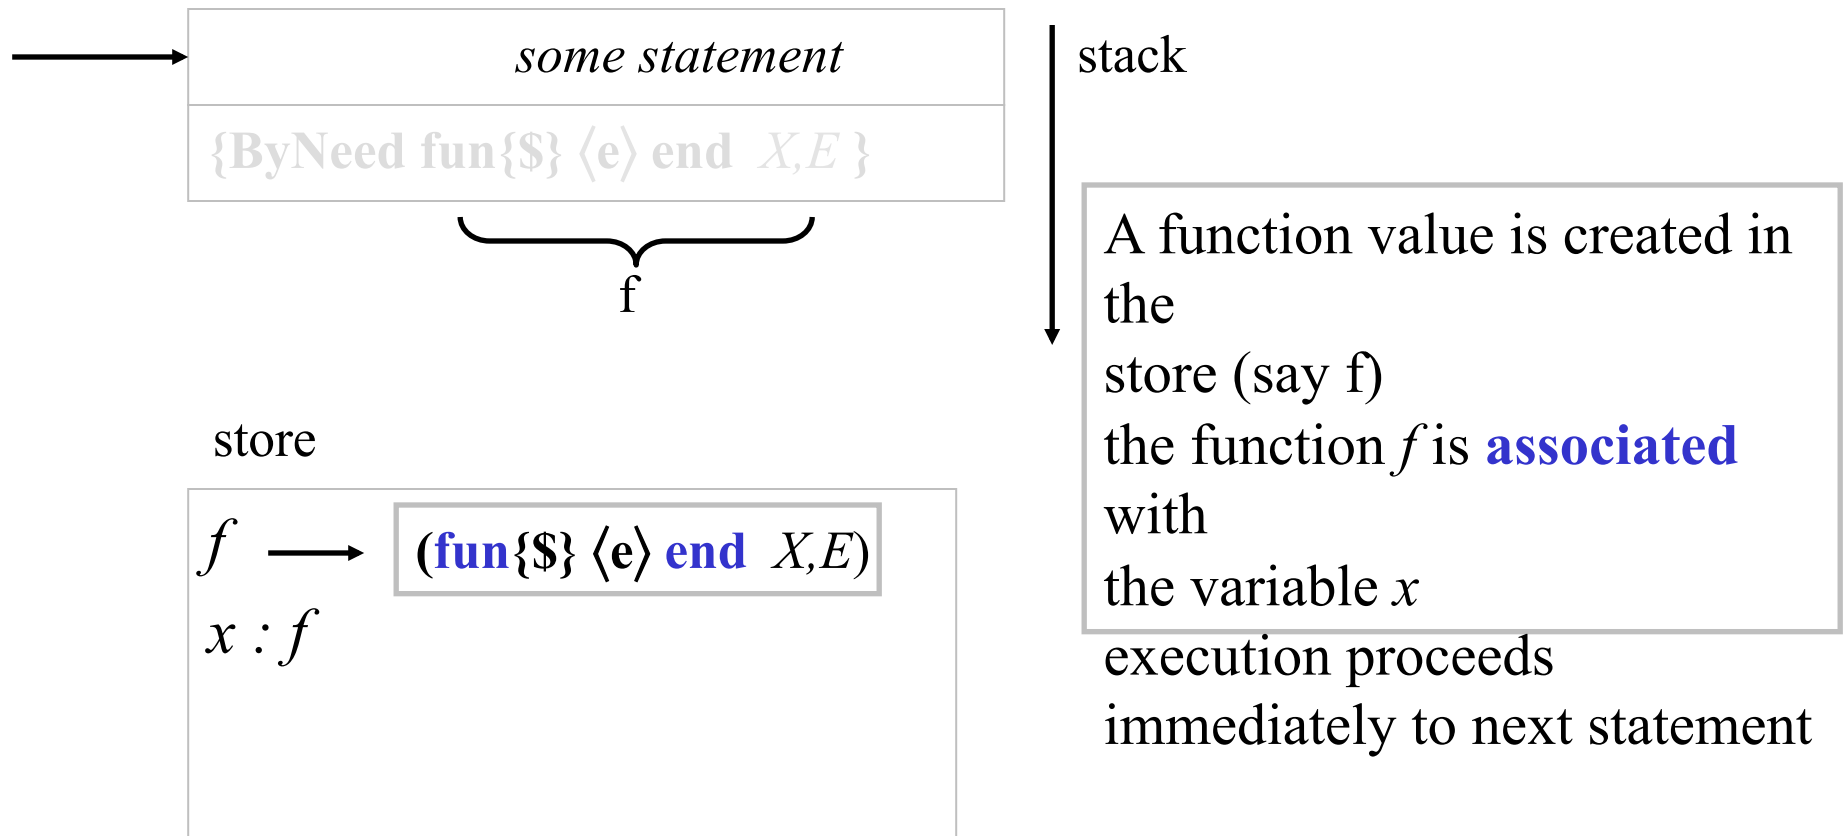 some statement
{ByNeed fun{$} ⟨e⟩ end X,E }
f
stack
A function value is created in
the
store (say f)
the function f is associated
with
the variable x
execution proceeds
immediately to next statement
store
f (fun{$} ⟨e⟩ end X,E)
x : f